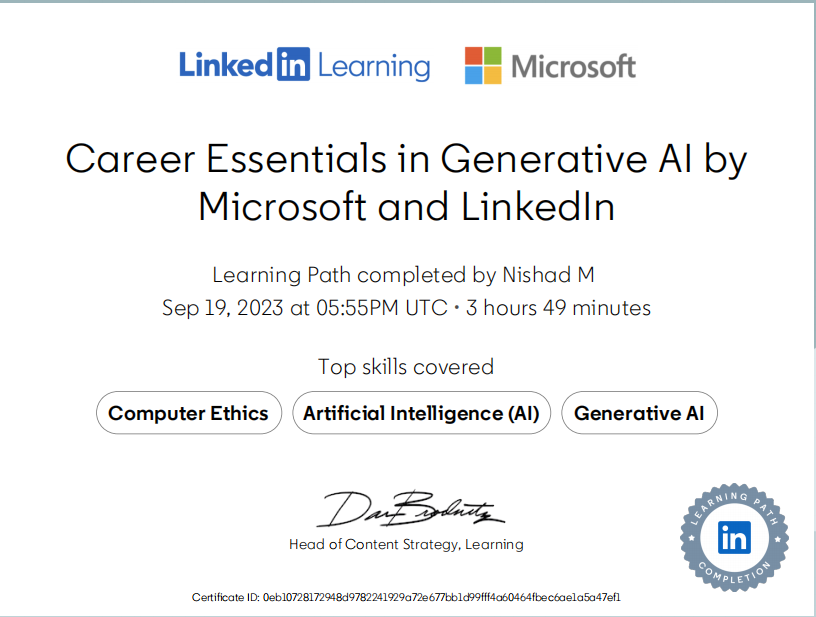 LinkedIn Learning
Microsoft
Career Essentials in Generative AI by
Microsoft and LinkedIn
Learning Path completed by Nishad M
Sep 19, 2023 at 05:55PM UTC • 3 hours 49 minutes
Top skills covered
Computer Ethics
Artificial Intelligence (AI)
Generative AI
Dan Brodnitz
Head of Content Strategy, Learning
LEARNING PATH
in
COMPLETION
Certificate ID: 0eb10728172948d9782241929a72e677bb1d99fff4a60464fbec6ae1a5a47ef1